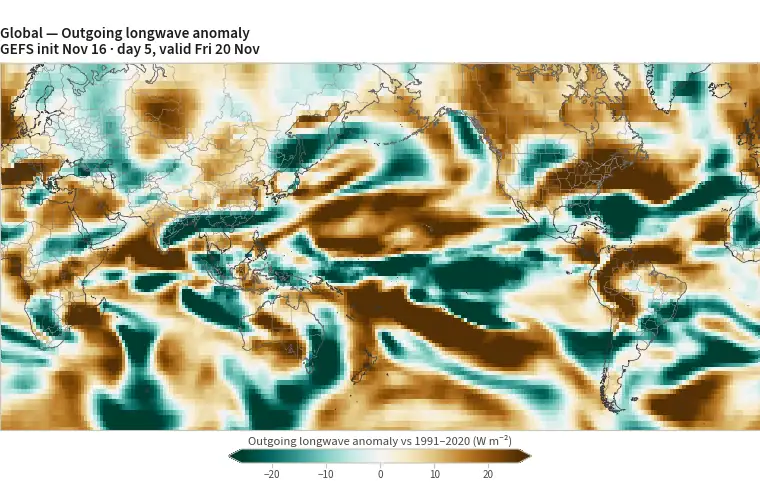 Global — Outgoing longwave anomaly
GEFS init Nov 16 · day 5, valid Fri 20 Nov
Outgoing longwave anomaly vs 1991–2020 (W m⁻²)
−20 −10 0 10 20